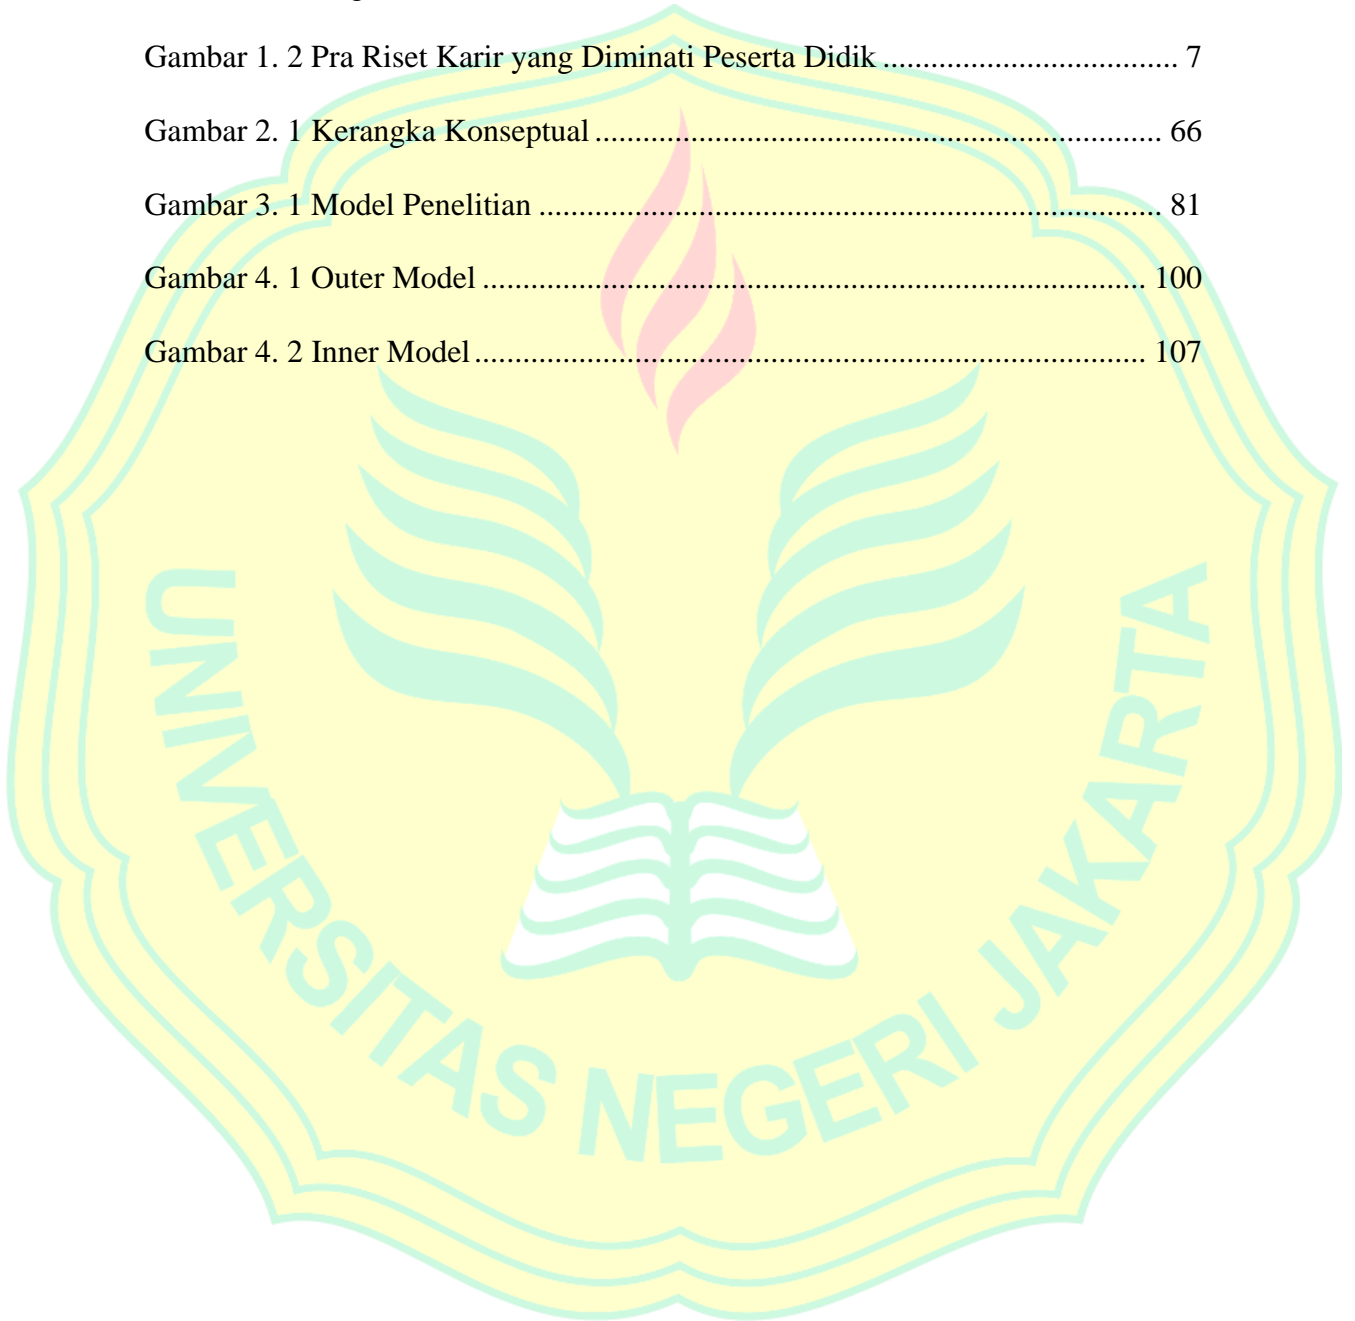 Gambar 1. 2 Pra Riset Karir yang Diminati Peserta Didik ..................................... 7
Gambar 2. 1 Kerangka Konseptual ....................................................................... 66
Gambar 3. 1 Model Penelitian .............................................................................. 81
Gambar 4. 1 Outer Model ................................................................................... 100
Gambar 4. 2 Inner Model .................................................................................... 107
UNIVERSITAS NEGERI JAKARTA